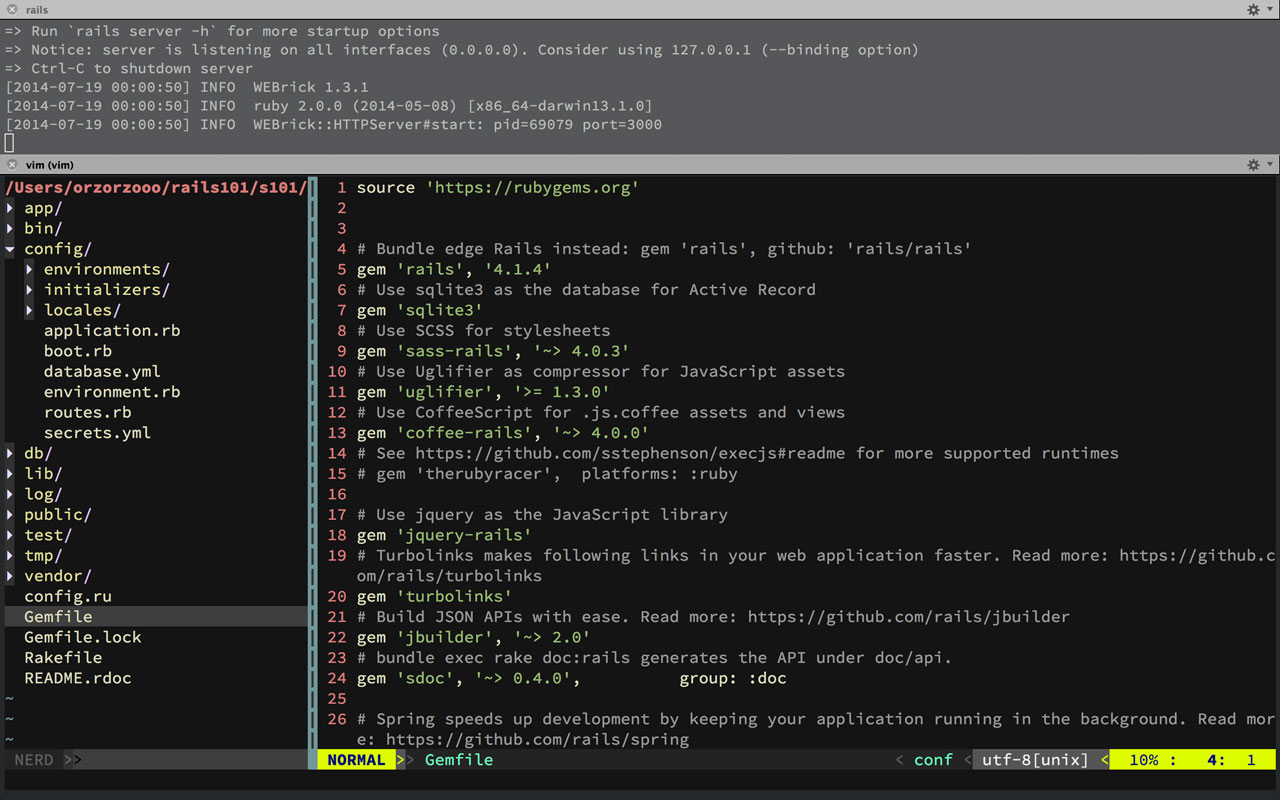 rails
=> Run `rails server -h` for more startup options
=> Notice: server is listening on all interfaces (0.0.0.0). Consider using 127.0.0.1 (--binding option)
=> Ctrl-C to shutdown server
[2014-07-19 00:00:50] INFO  WEBrick 1.3.1
[2014-07-19 00:00:50] INFO  ruby 2.0.0 (2014-05-08) [x86_64-darwin13.1.0]
[2014-07-19 00:00:50] INFO  WEBrick::HTTPServer#start: pid=69079 port=3000
vim (vim)
/Users/orzorzooo/rails101/s101/
app/
bin/
config/
environments/
initializers/
locales/
application.rb
boot.rb
database.yml
environment.rb
routes.rb
secrets.yml
db/
lib/
log/
public/
test/
tmp/
vendor/
config.ru
Gemfile
Gemfile.lock
Rakefile
README.rdoc
~
~
~
NERD >>
1 source 'https://rubygems.org'
2
3
4 # Bundle edge Rails instead: gem 'rails', github: 'rails/rails'
5 gem 'rails', '4.1.4'
6 # Use sqlite3 as the database for Active Record
7 gem 'sqlite3'
8 # Use SCSS for stylesheets
9 gem 'sass-rails', '~> 4.0.3'
10 # Use Uglifier as compressor for JavaScript assets
11 gem 'uglifier', '>= 1.3.0'
12 # Use CoffeeScript for .js.coffee assets and views
13 gem 'coffee-rails', '~> 4.0.0'
14 # See https://github.com/sstephenson/execjs#readme for more supported runtimes
15 # gem 'therubyracer',  platforms: :ruby
16
17 # Use jquery as the JavaScript library
18 gem 'jquery-rails'
19 # Turbolinks makes following links in your web application faster. Read more: https://github.c
om/rails/turbolinks
20 gem 'turbolinks'
21 # Build JSON APIs with ease. Read more: https://github.com/rails/jbuilder
22 gem 'jbuilder', '~> 2.0'
23 # bundle exec rake doc:rails generates the API under doc/api.
24 gem 'sdoc', '~> 0.4.0',          group: :doc
25
26 # Spring speeds up development by keeping your application running in the background. Read mor
e: https://github.com/rails/spring
NORMAL >> Gemfile < conf < utf-8[unix] < 10% : 4: 1